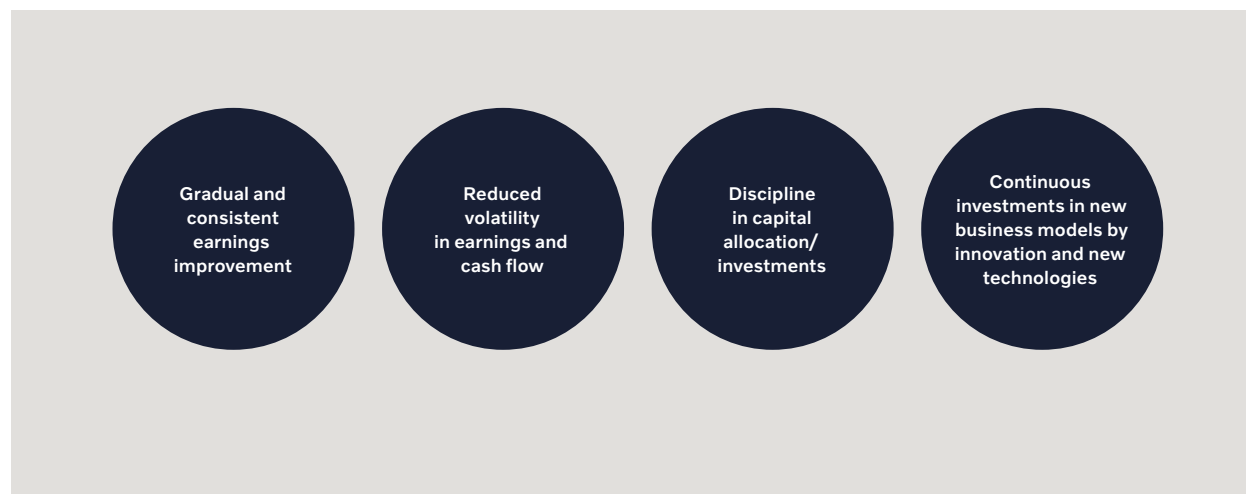 Gradual and
consistent
earnings
improvement
Reduced
volatility
in earnings and
cash flow
Discipline
in capital
allocation/
investments
Continuous
investments in new
business models by
innovation and new
technologies